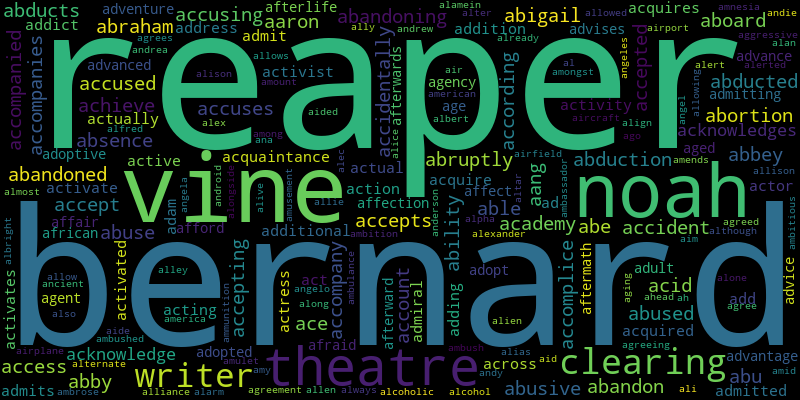 abducts adventure accusing afterlife abandoning alamein alter allowed amnesia andie
addict abraham aaron ally andrew acquires airport aggressive
accompanied accompanies agrees address admit accidentally addition abigail aboard accepted alan
andrea allows afterwards already advises angeles alert advance alerted
advanced alison activist agency air al amongst
accused amount according allowing abducted
achieve accuses aided age american activity angel admitting
actually alex albert aircraft align abortion
absence alfred among ana alice ago acknowledges
reaper
adoptive active acquaintance alec actual abruptly airfield abduction amends aged abbey
abandoned almost activate android alongside alive amusement action acquire affect aang ambassador allison actor
vine noah
accept adam angela allie affection able ad altar
albright affair afford additional accepts anderson alpha academy abe accident agreed ambitious
african abuse ambition ability alexander although
bernard
activates allow activated alley accepting actress accompany act account adding adopt accomplice aftermath adult aim alone advice
ancient agent angelo ambulance admiral alien aging acid ahead ah add
also acting ammunition along afterward abused agree
ambushed aide america ace alias acquired agreeing
airplane acknowledge adopted afraid ambush across aid advantage
access alternate amulet amy theatre andy clearing abu amid
abby writer
admits ambrose alliance alarm agreement allen always alcoholic alcohol abusive abandon ali admitted